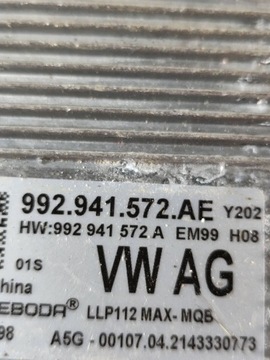 992.941.572.AE Y202
HW:992 941 572 A EM99 H08
01S VW AG
china
EBODA® LLP112 MAX-MQB
98 A5G - 00107.04.2143330773